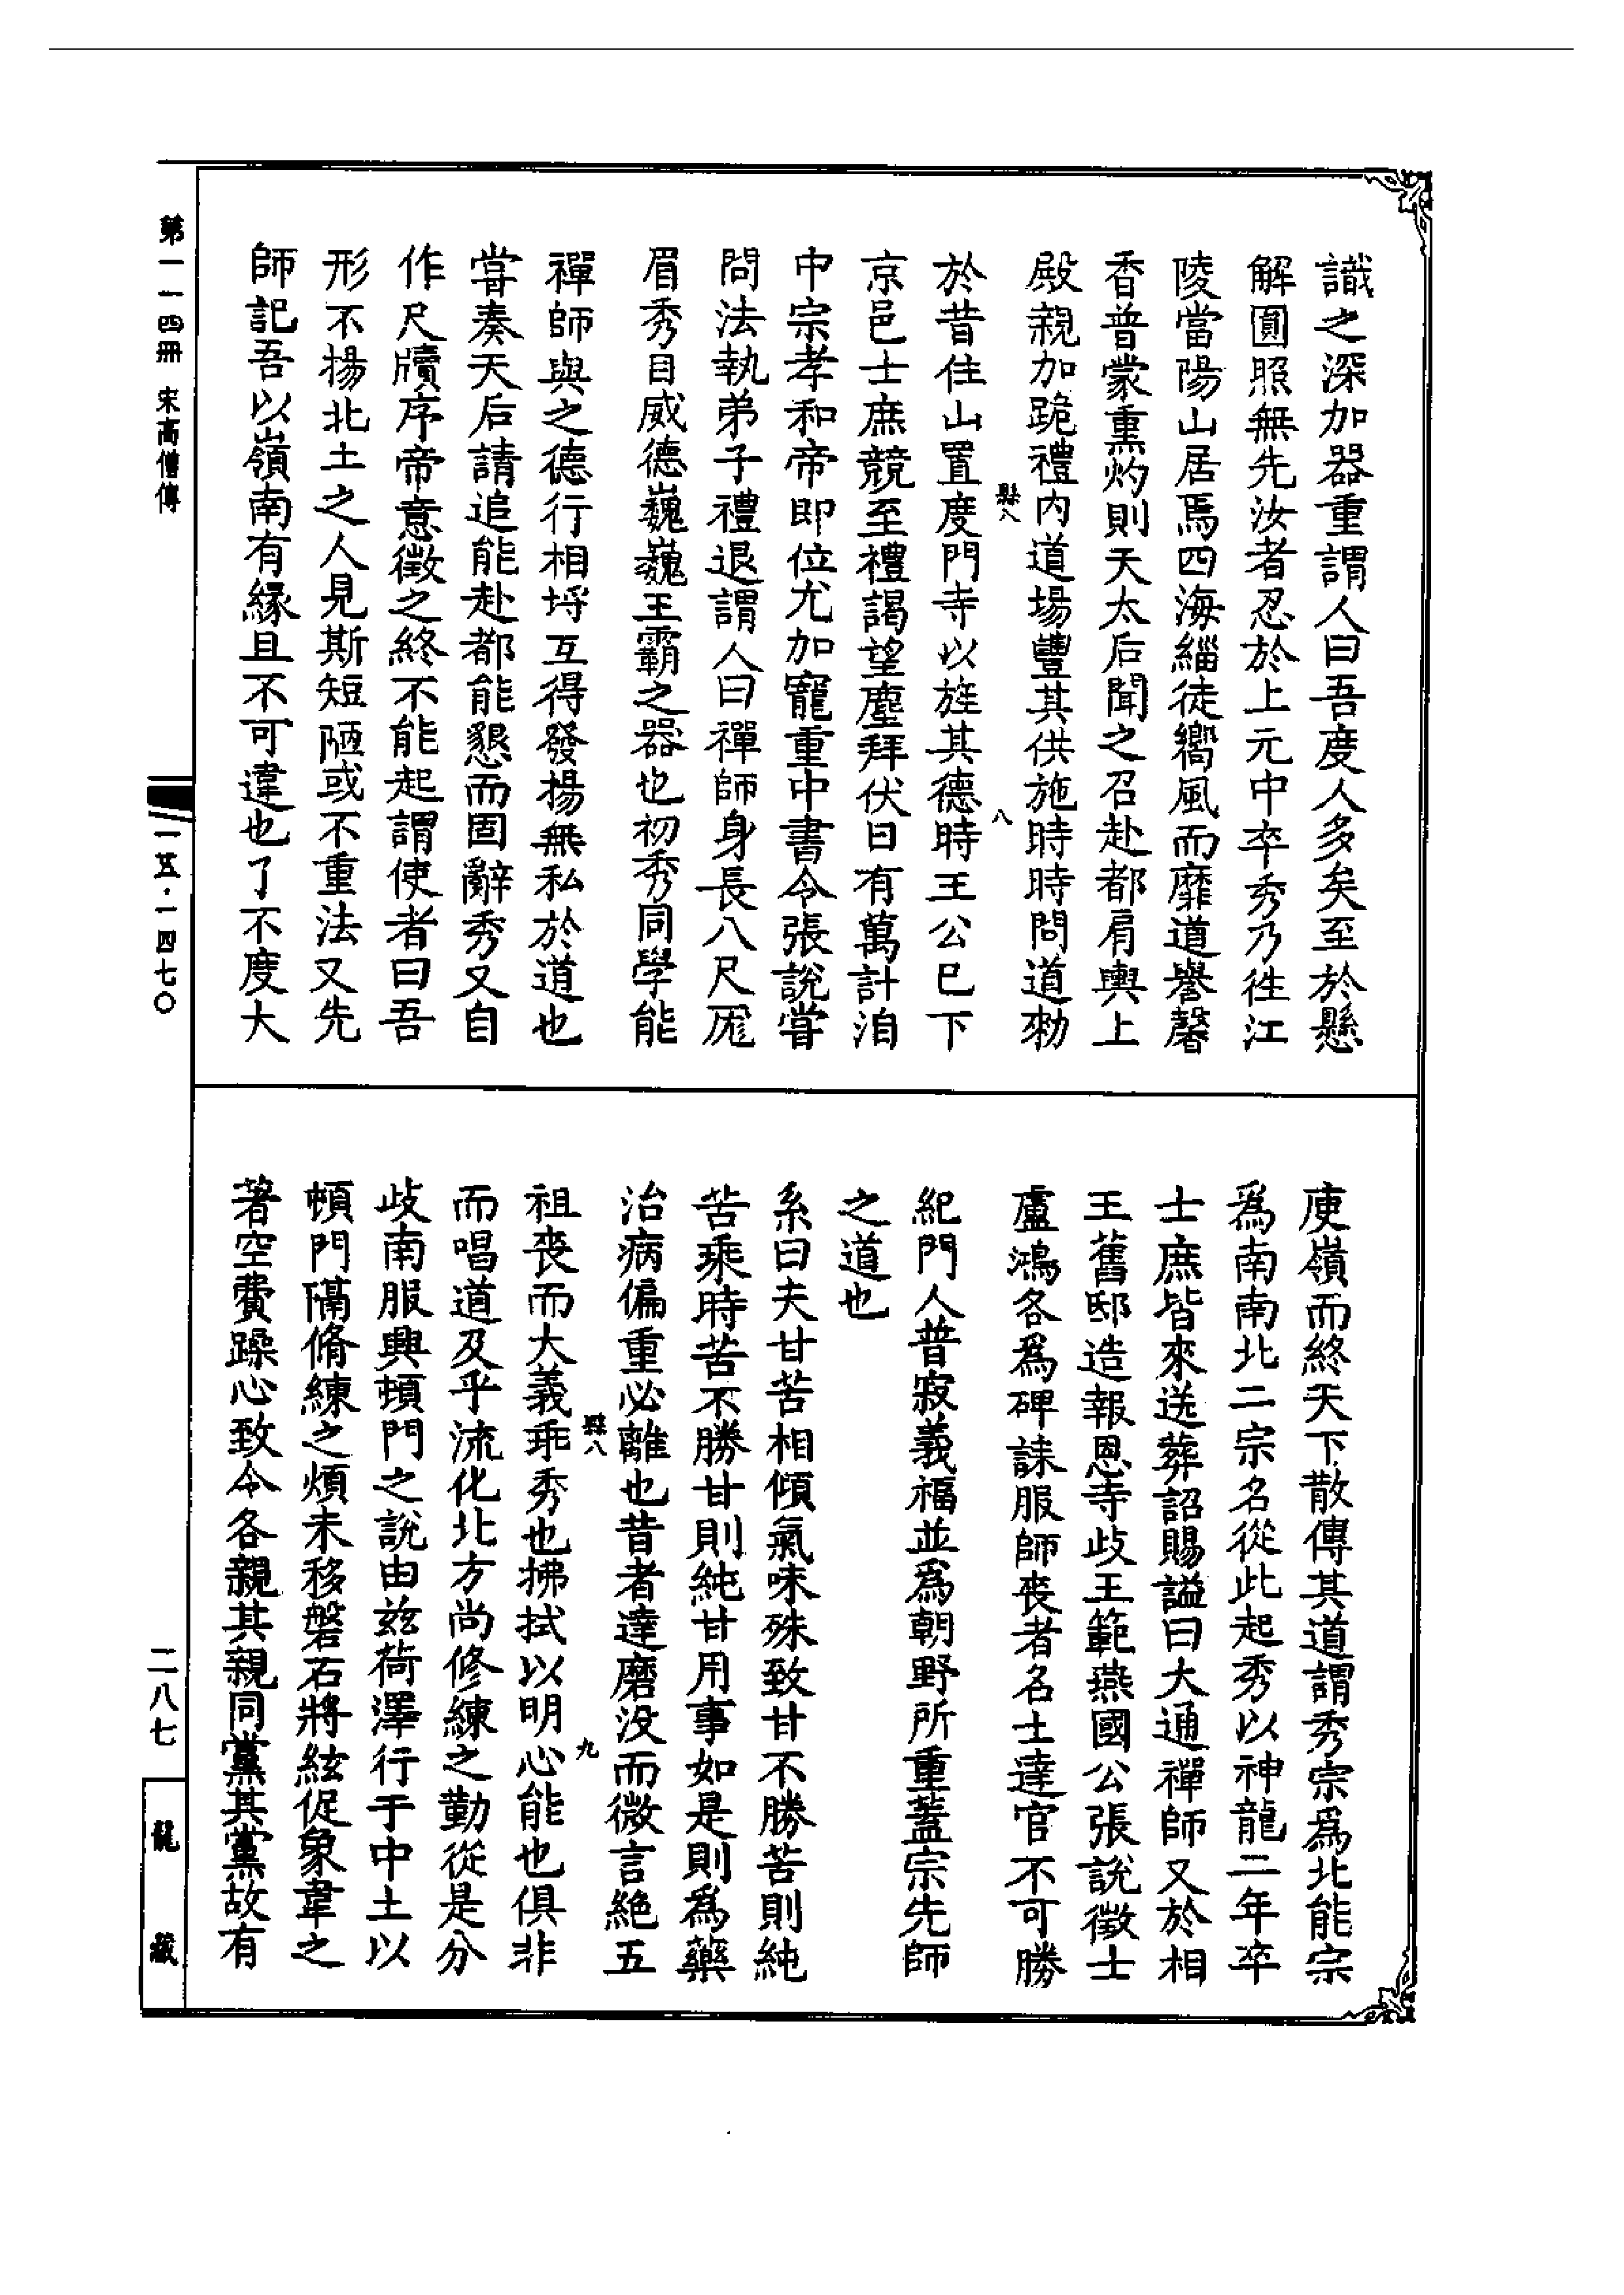 識之深加器重謂人曰吾度人多矣至於懸
解圓照無先汝者忍於上元中卒秀乃往江
陵當陽山居焉四海緇徒嚮風而靡道譽馨
香普蒙熏灼則天太后聞之召赴都肩輿上
殿親加跪禮內道場豐其供施時時問道勑
縣八
八
於昔住山置度門寺以旌其德時王公已下
京邑士庶競至禮謁望塵拜伏日有萬計洎
中宗孝和帝即位尤加寵重中書令張說甞
問法執弟子禮退謂人曰禪師身長八尺厖
眉秀目威德巍巍王霸之器也初秀同學能
禪師與之德行相埒互得發揚無私於道也
甞奏天后請追能赴都能懇而固辭秀又自
作尺牘序帝意徵之終不能起謂使者曰吾
形不揚北土之人見斯短陋或不重法又先
師記吾以嶺南有緣且不可違也了不度大
庾嶺而終天下散傳其道謂秀宗爲北能宗
爲南南北二宗名從此起秀以神龍二年卒
士庶皆來送葬詔賜謚曰大通禪師又於相
王舊邸造報恩寺歧王範燕國公張說徵士
盧鴻各爲碑誄服師喪者名士達官不可勝
紀門人普寂義福並爲朝野所重蓋宗先師
之道也
系曰夫甘苦相傾氣味殊致甘不勝苦則純
苦乘時苦不勝甘則純甘用事如是則爲藥
治病偏重必離也昔者達磨没而微言絕五
縣八
九
祖喪而大義乖秀也拂拭以明心能也俱非
而唱道及乎流化北方尚修練之勤從是分
歧南服興頓門之說由兹荷澤行于中土以
頓門隔脩練之煩未移磐石將絃促象韋之
著空費躁心致令各親其親同黨其黨故有
第一一四冊 宋高僧傳
一一五·一四七〇
二八七
龍藏